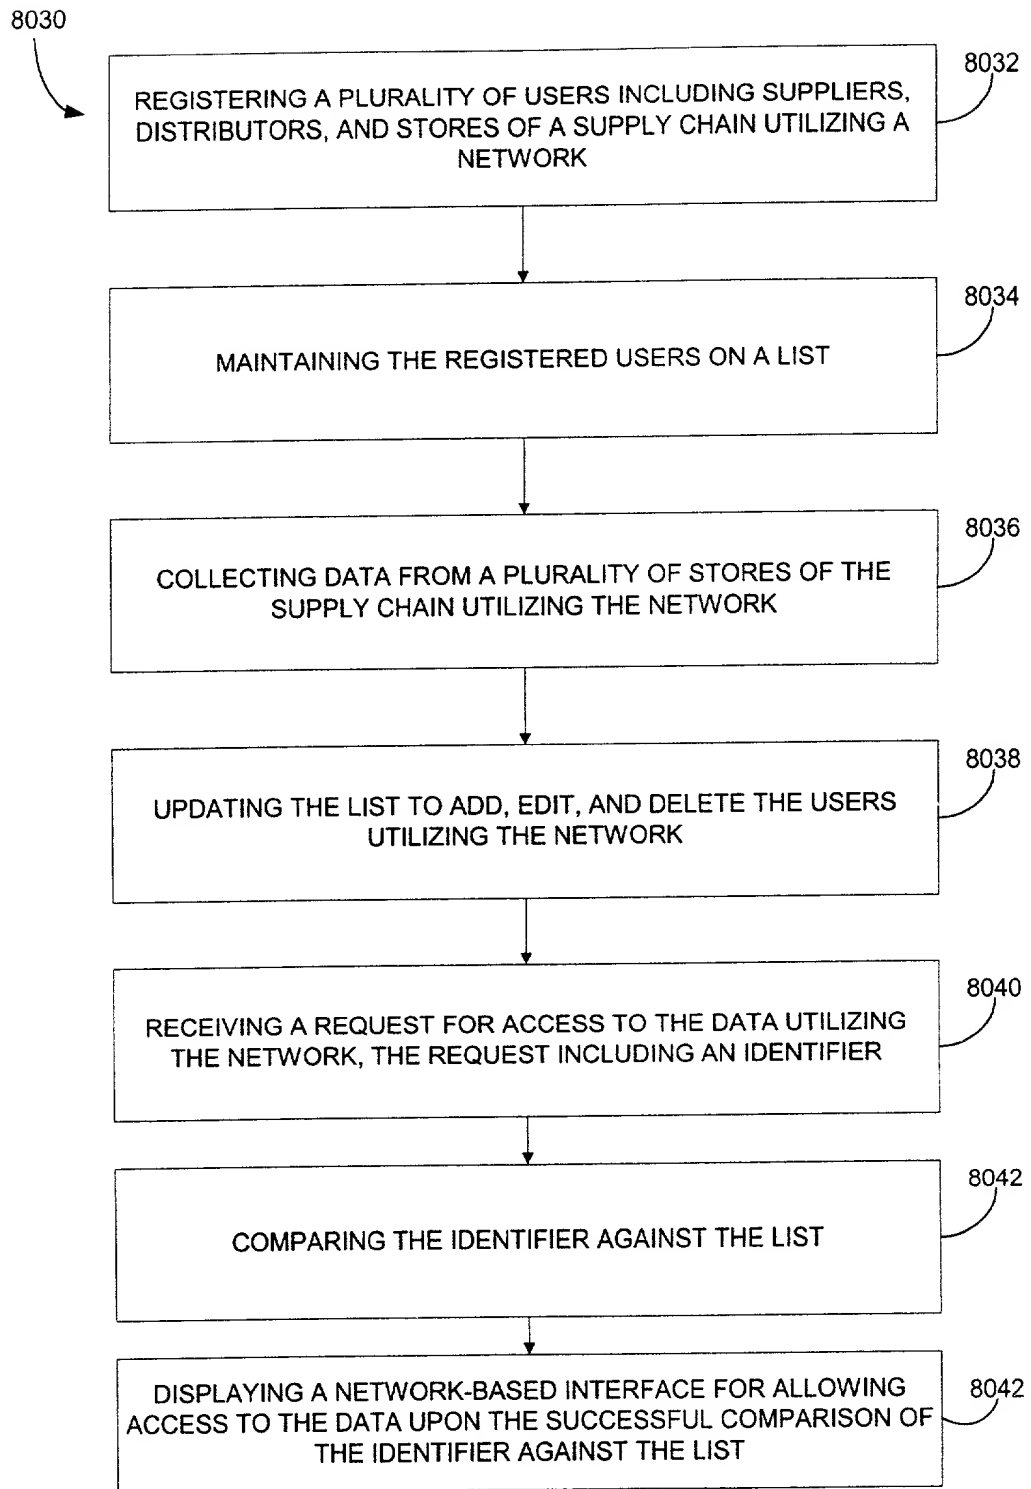 8030
8032
REGISTERING A PLURALITY OF USERS INCLUDING SUPPLIERS,
DISTRIBUTORS, AND STORES OF A SUPPLY CHAIN UTILIZING A
NETWORK
8034
MAINTAINING THE REGISTERED USERS ON A LIST
8036
COLLECTING DATA FROM A PLURALITY OF STORES OF THE
SUPPLY CHAIN UTILIZING THE NETWORK
8038
UPDATING THE LIST TO ADD, EDIT, AND DELETE THE USERS
UTILIZING THE NETWORK
8040
RECEIVING A REQUEST FOR ACCESS TO THE DATA UTILIZING
THE NETWORK, THE REQUEST INCLUDING AN IDENTIFIER
8042
COMPARING THE IDENTIFIER AGAINST THE LIST
8042
DISPLAYING A NETWORK-BASED INTERFACE FOR ALLOWING
ACCESS TO THE DATA UPON THE SUCCESSFUL COMPARISON OF
THE IDENTIFIER AGAINST THE LIST